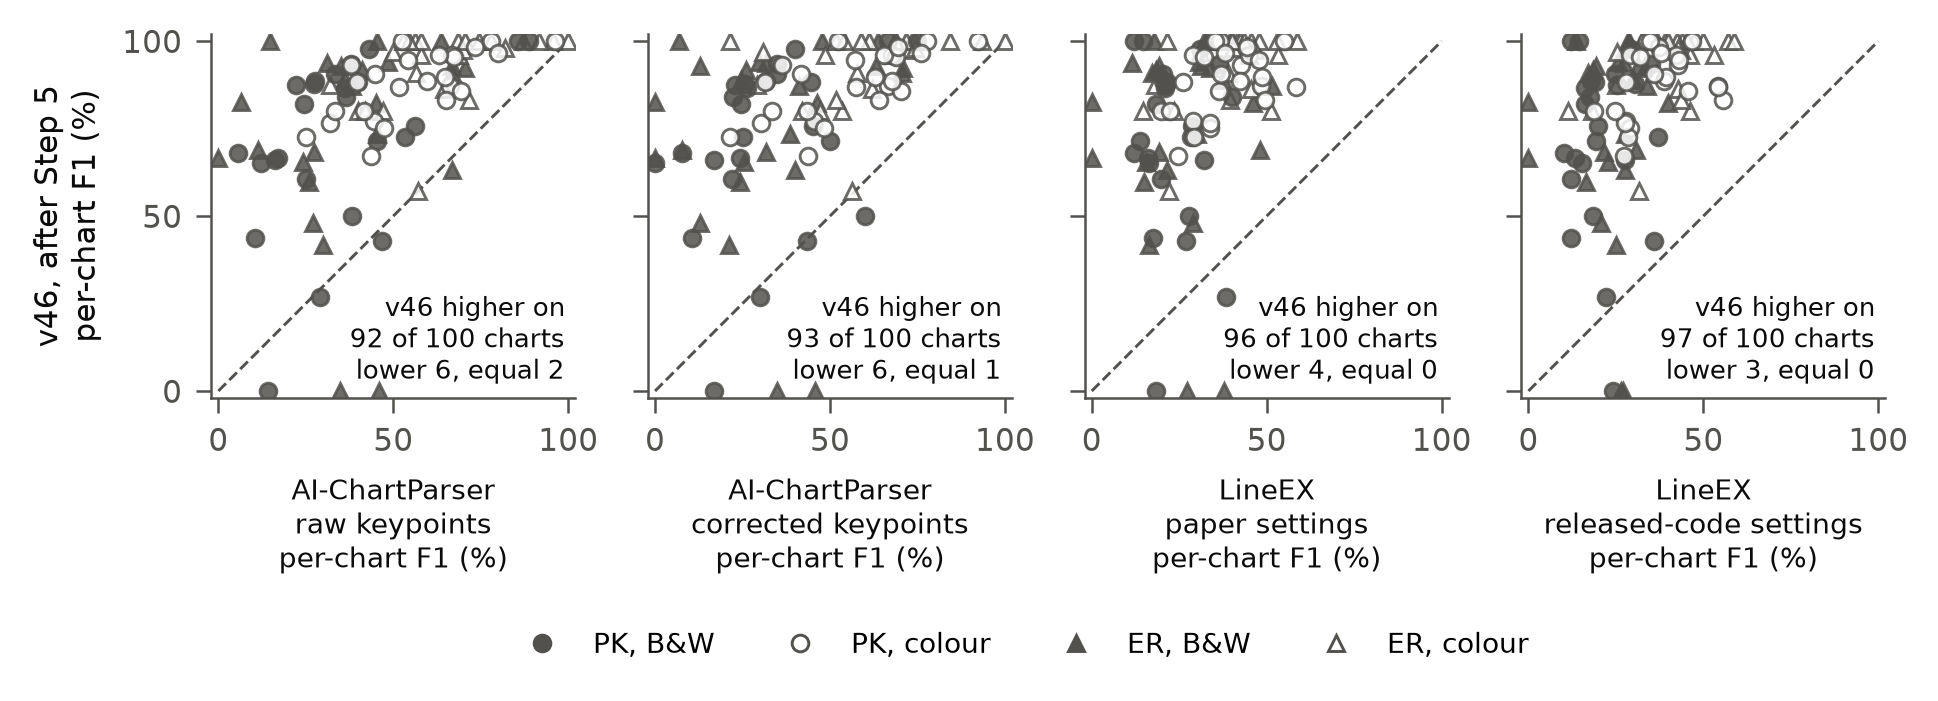 v46, after Step 5
per-chart F1 (%)
100
50
0
v46 higher on
92 of 100 charts
lower 6, equal 2
0 50 100
AI-ChartParser
raw keypoints
per-chart F1 (%)
v46 higher on
93 of 100 charts
lower 6, equal 1
0 50 100
AI-ChartParser
corrected keypoints
per-chart F1 (%)
v46 higher on
96 of 100 charts
lower 4, equal 0
0 50 100
LineEX
paper settings
per-chart F1 (%)
v46 higher on
97 of 100 charts
lower 3, equal 0
0 50 100
LineEX
released-code settings
per-chart F1 (%)
PK, B&W PK, colour ER, B&W ER, colour